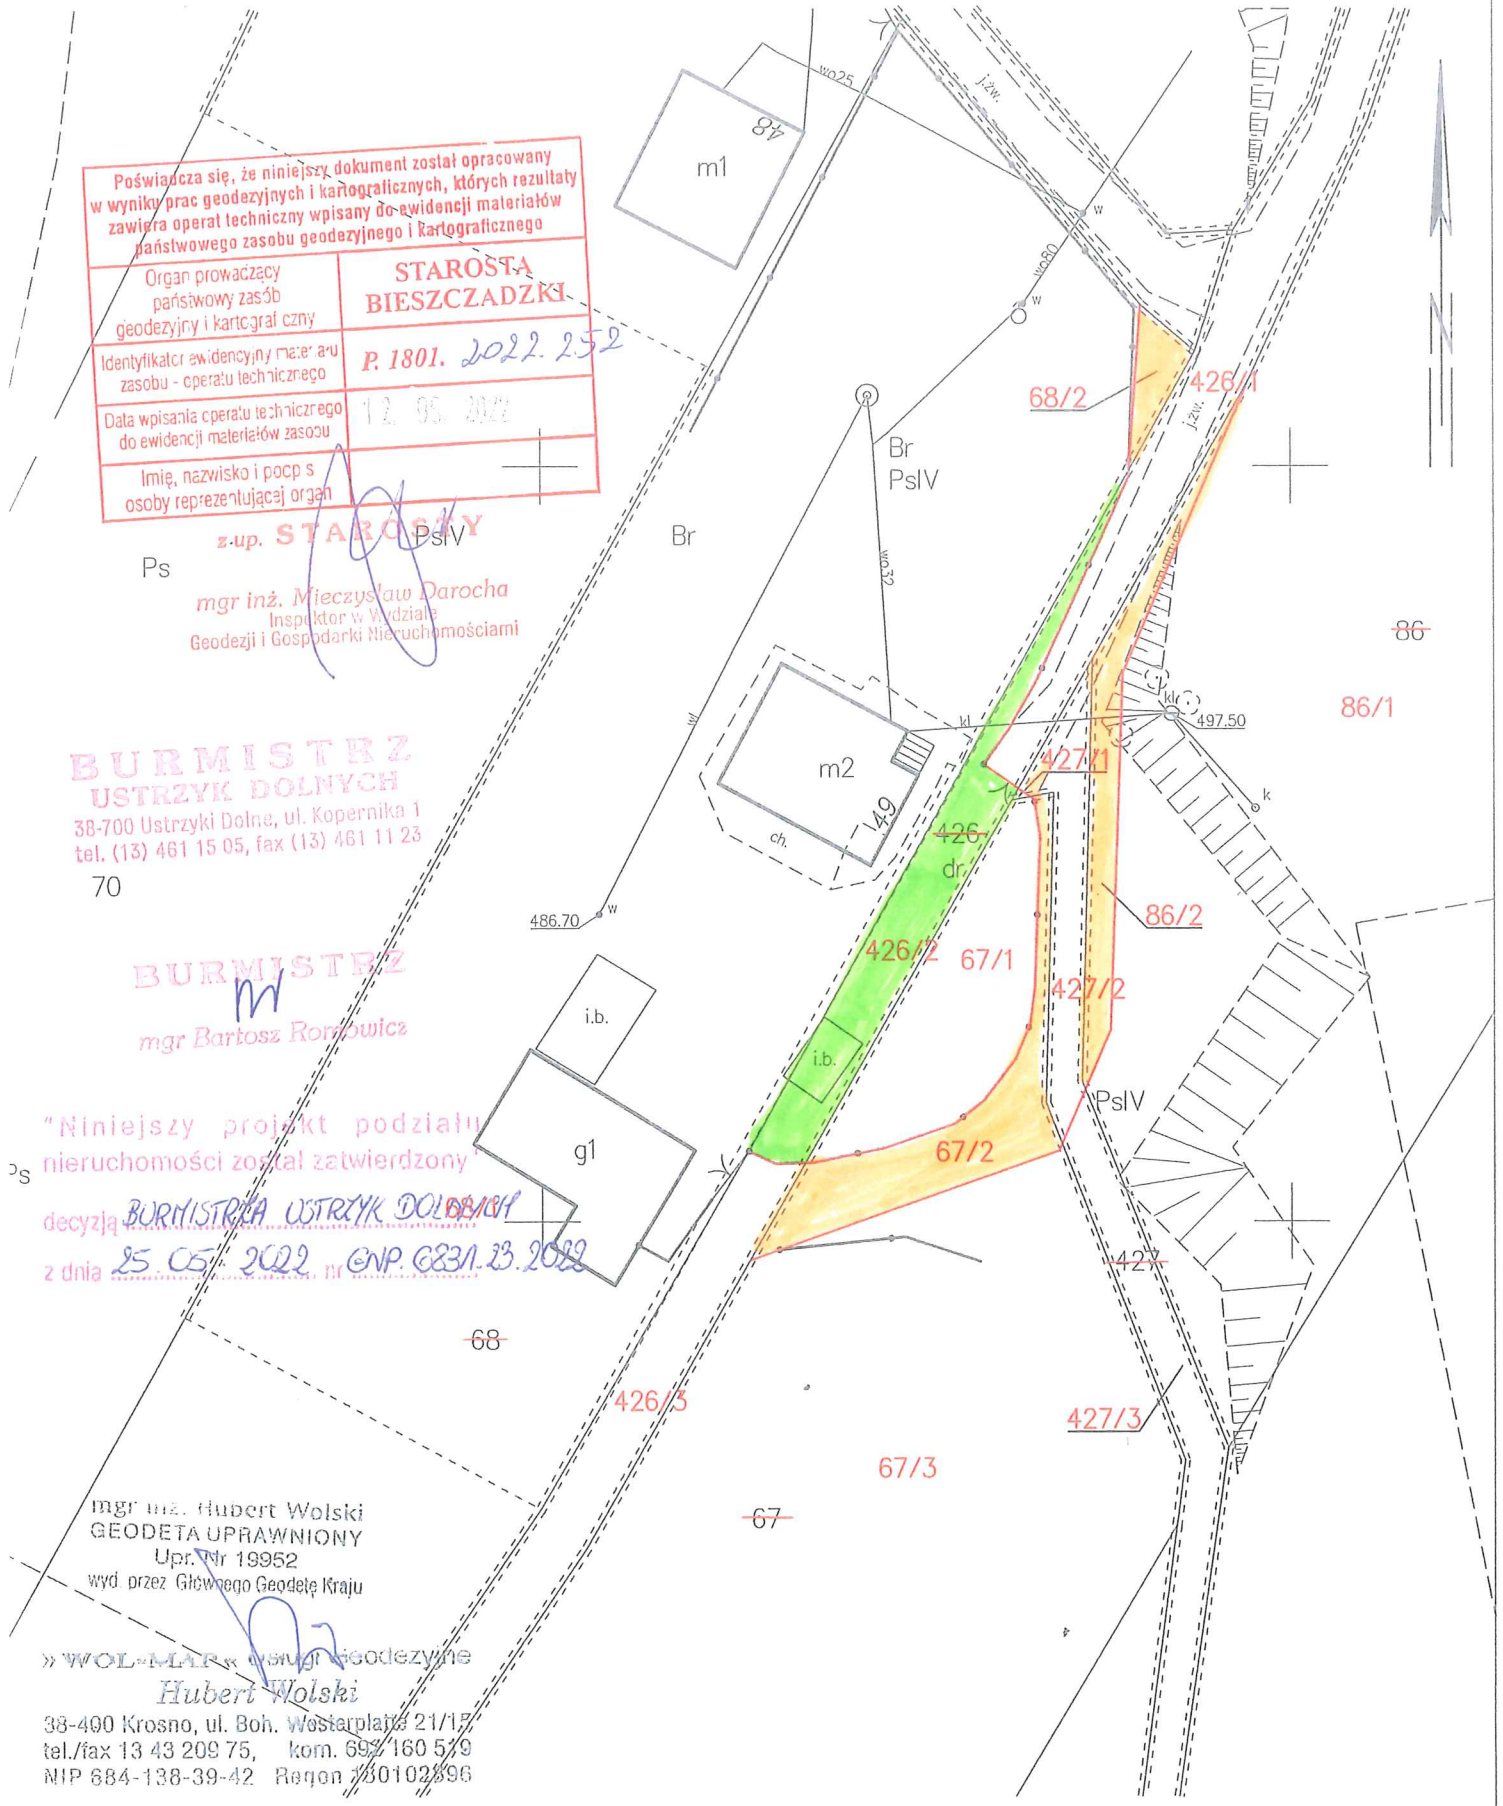 Poświadcza się, że niniejszy dokument został opracowany
w wyniku prac geodezyjnych i kartograficznych, których rezultaty
zawiera operat techniczny wpisany do ewidencji materiałów
państwowego zasobu geodezyjnego i kartograficznego
Organ prowadzący
państwowy zasób
geodezyjny i kartograficzny
STAROSTA
BIESZCZADZKI
Identyfikator ewidencyjny materiału
zasobu - operatu technicznego
P. 1801. 2022. 252
Data wpisania operatu technicznego
do ewidencji materiałów zasobu
12. 05. 2022
Imię, nazwisko i podpis
osoby reprezentującej organ
z up. STAROSTY
mgr inż. Mieczysław Darocha
Inspektor w Wydziale
Geodezji i Gospodarki Nieruchomościami
PsIV
Ps
BURMISTRZ
USTRZYK DOLNYCH
38-700 Ustrzyki Dolne, ul. Kopernika 1
tel. (13) 461 15 05, fax (13) 461 11 23
70
BURMISTRZ
mgr Bartosz Romowicz
"Niniejszy projekt podziału
nieruchomości został zatwierdzony"
decyzją BURMISTRZA USTRZYK DOLNYCH
z dnia 25.05.2022 nr GNP.6831.23.2022
Ps
68
mgr inż. Hubert Wolski
GEODETA UPRAWNIONY
Upr. Nr 19952
wyd. przez Głównego Geodetę Kraju
» WOL-MAP « Usługi Geodezyjne
Hubert Wolski
38-400 Krosno, ul. Boh. Westerplatte 21/15
tel./fax 13 43 209 75, kom. 692 160 519
NIP 684-138-39-42 Regon
m1
48
wo25
j.żw.
w
wo80
w
N
68/2
426/1
j.żw.
Br
PsIV
Br
wo32
86
86/1
wl
kl
kl
497.50
m2
49
ch.
427/1
k
426
dr.
486.70
w
86/2
426/2
67/1
427/2
i.b.
i.b.
PsIV
g1
67/2
427
426/3
427/3
67/3
67